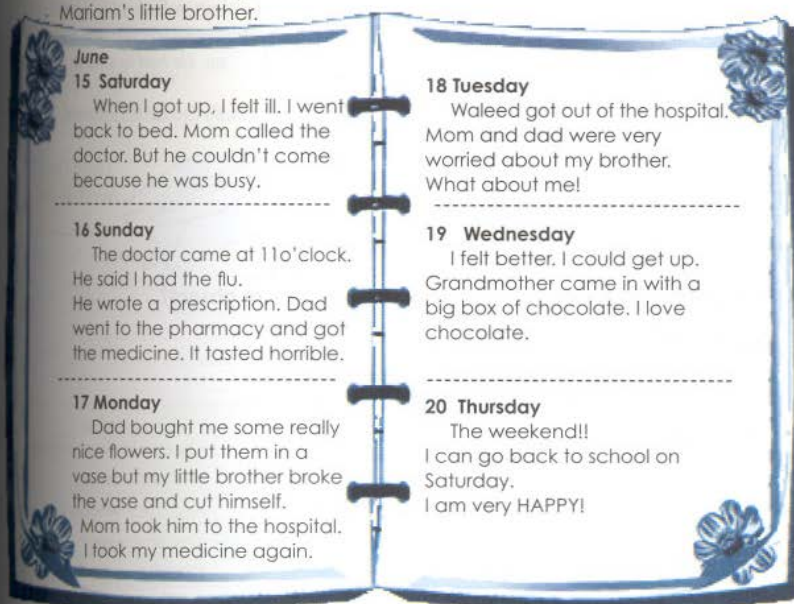 Mariam's little brother.
June
15 Saturday
When I got up, I felt ill. I went
back to bed. Mom called the
doctor. But he couldn't come
because he was busy.
16 Sunday
The doctor came at 11o'clock.
He said I had the flu.
He wrote a prescription. Dad
went to the pharmacy and got
the medicine. It tasted horrible.
17 Monday
Dad bought me some really
nice flowers. I put them in a
vase but my little brother broke
the vase and cut himself.
Mom took him to the hospital.
I took my medicine again.
18 Tuesday
Waleed got out of the hospital.
Mom and dad were very
worried about my brother.
What about me!
19 Wednesday
I felt better. I could get up.
Grandmother came in with a
big box of chocolate. I love
chocolate.
20 Thursday
The weekend!!
I can go back to school on
Saturday.
I am very HAPPY!